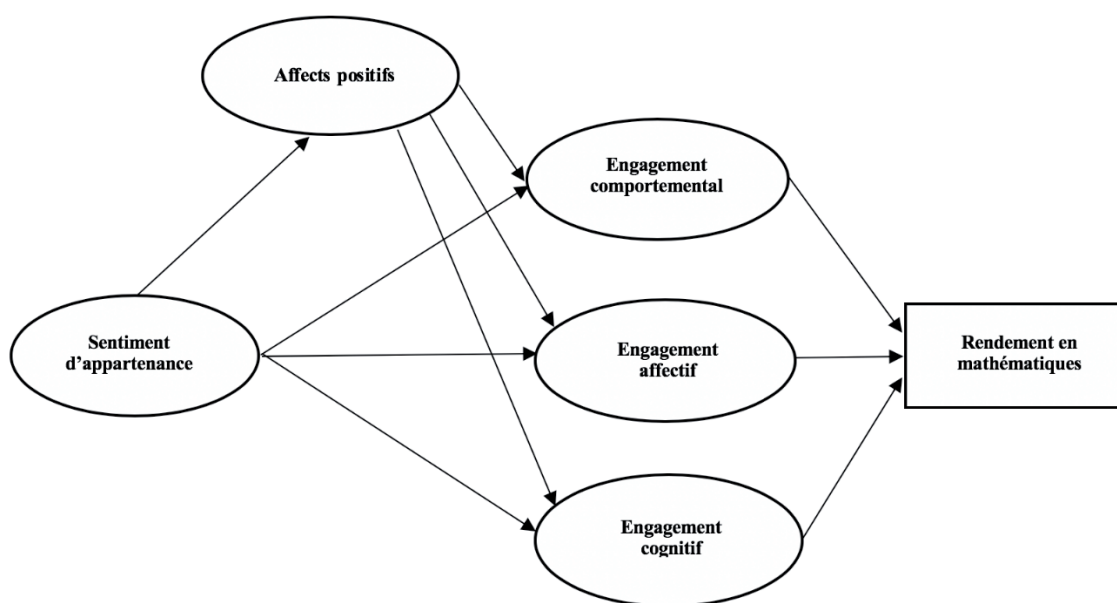 Affects positifs
Engagement
comportemental
Sentiment
d'appartenance
Engagement
affectif
Rendement en
mathématiques
Engagement
cognitif